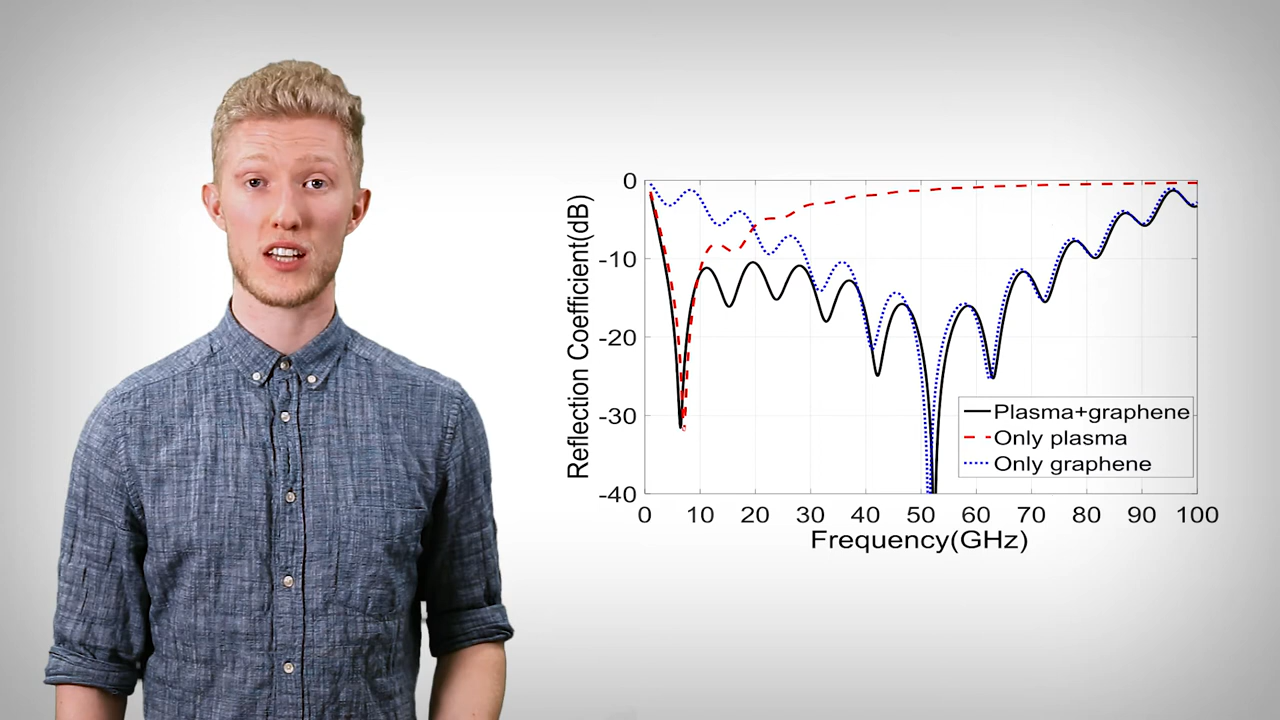 Reflection Coefficient(dB)
0
-10
-20
-30
-40
Plasma+graphene
Only plasma
Only graphene
0 10 20 30 40 50 60 70 80 90 100
Frequency(GHz)